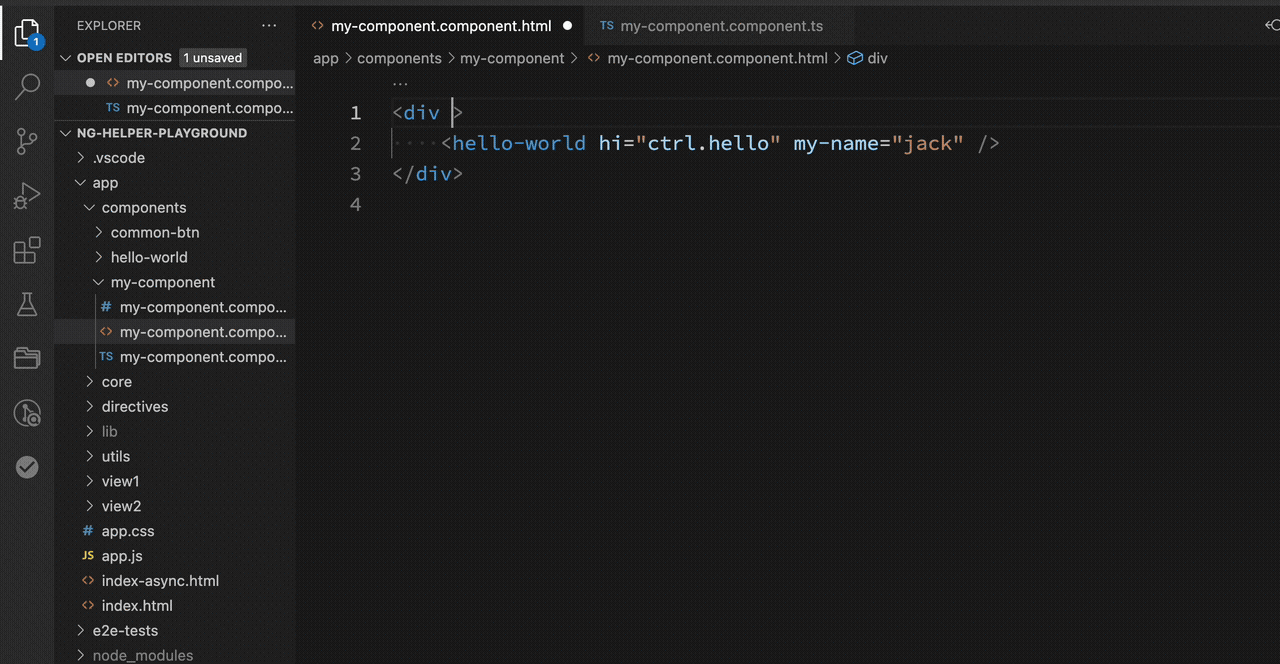 EXPLORER ...
OPEN EDITORS 1 unsaved
my-component.compo...
TS my-component.compo...
NG-HELPER-PLAYGROUND
.vscode
app
components
common-btn
hello-world
my-component
# my-component.compo...
<> my-component.compo...
TS my-component.compo...
core
directives
lib
utils
view1
view2
# app.css
JS app.js
<> index-async.html
<> index.html
e2e-tests
node_modules
1
<> my-component.component.html ● TS my-component.component.ts
app > components > my-component > <> my-component.component.html > div
...
1 <div >
2 ····<hello-world hi="ctrl.hello" my-name="jack" />
3 </div>
4